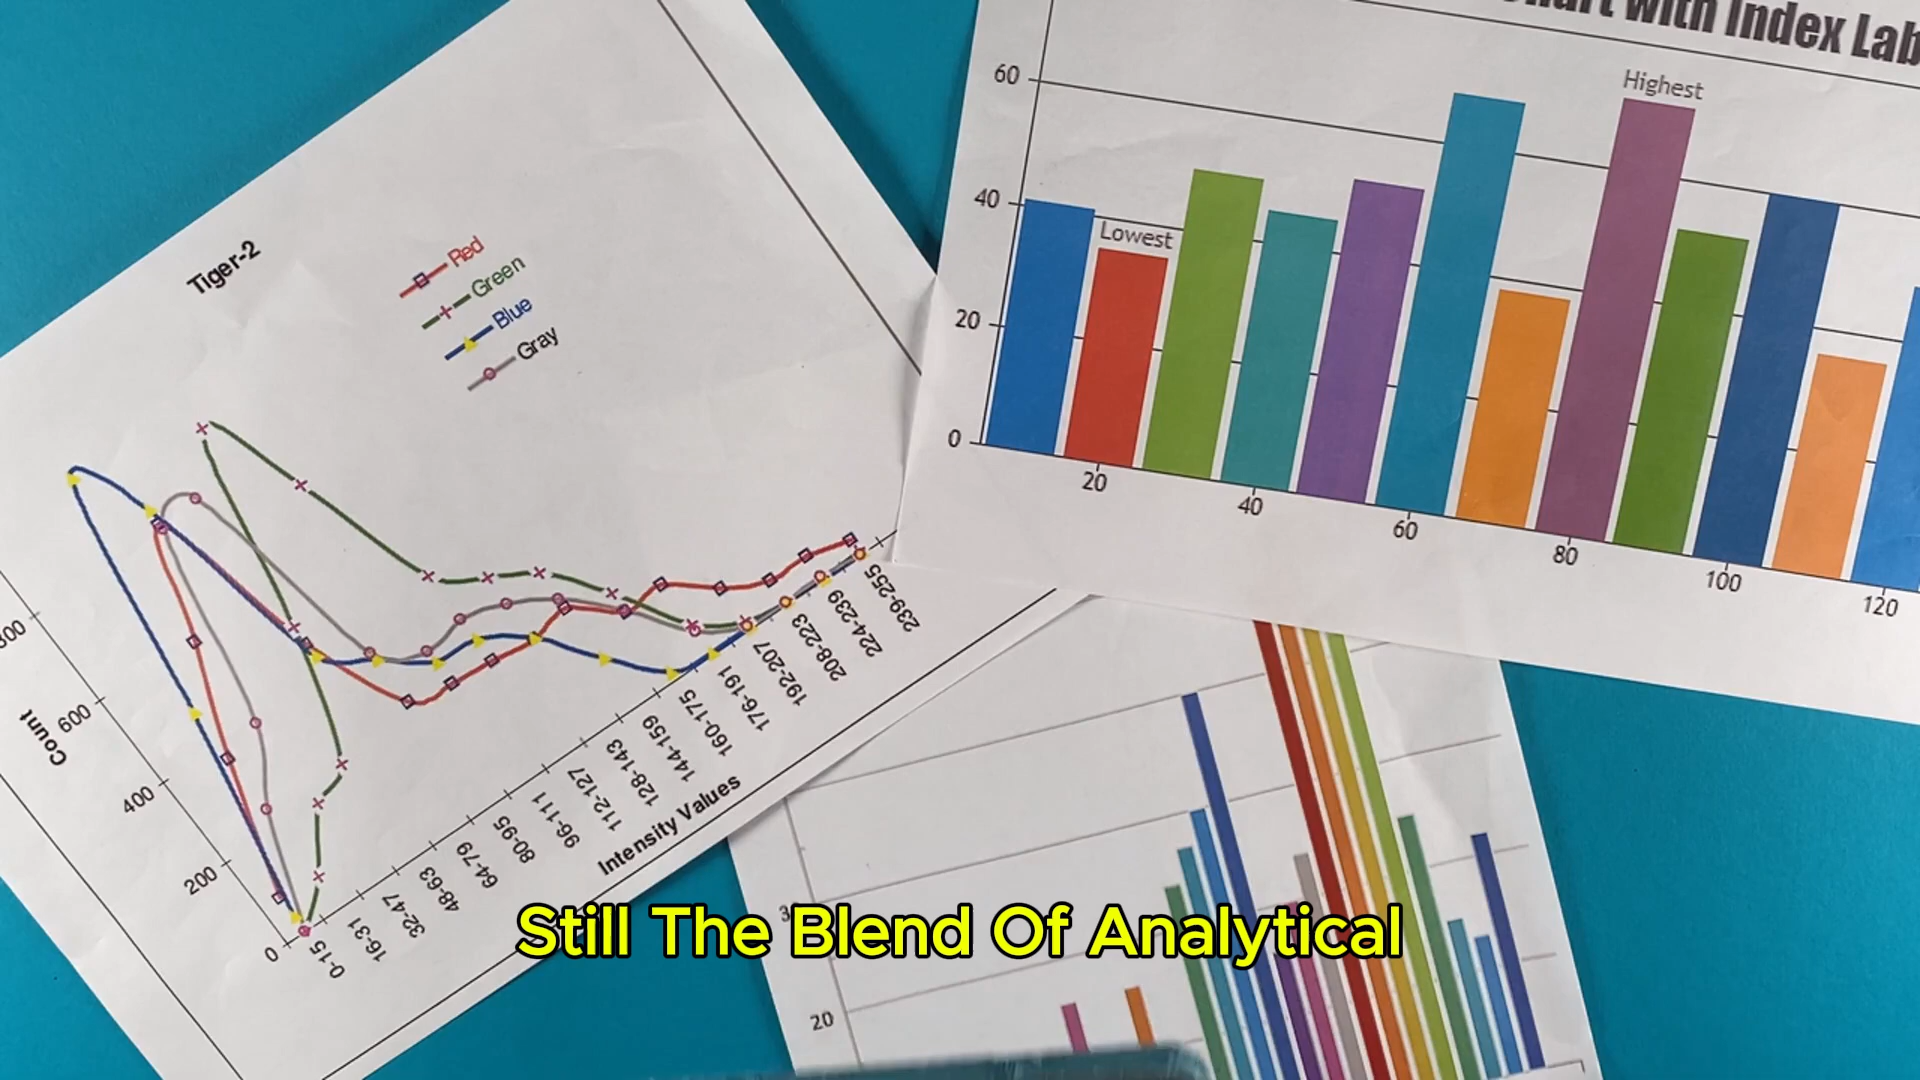 Chart with Index Lab
60
40
20
0
Lowest
Highest
20
40
60
80
100
120
Tiger-2
Red
Green
Blue
Gray
Count
600
400
200
0
0-15
16-31
32-47
48-63
64-79
80-95
96-111
112-127
128-143
144-159
160-175
176-191
192-207
208-223
224-239
239-255
Intensity Values
20
Still The Blend Of Analytical